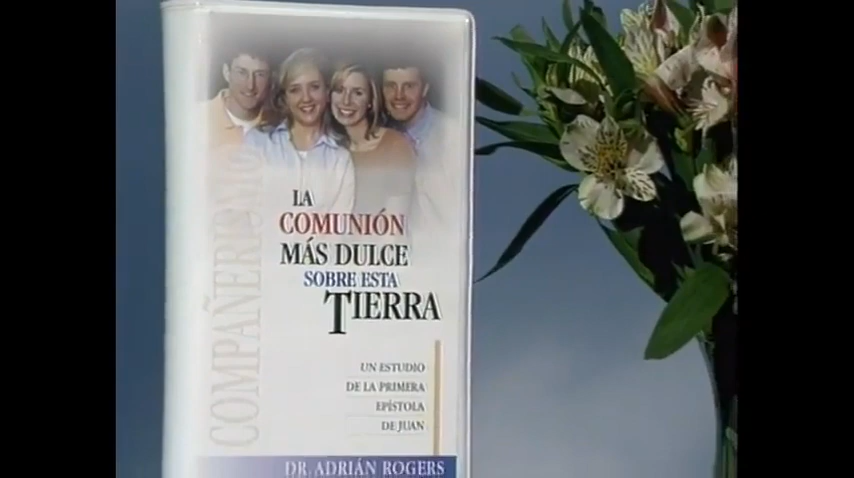 LA
COMUNIÓN
MÁS DULCE
SOBRE ESTA
TIERRA
COMPAÑERISMO
UN ESTUDIO
DE LA PRIMERA
EPÍSTOLA
DE JUAN
DR. ADRIÁN ROGERS